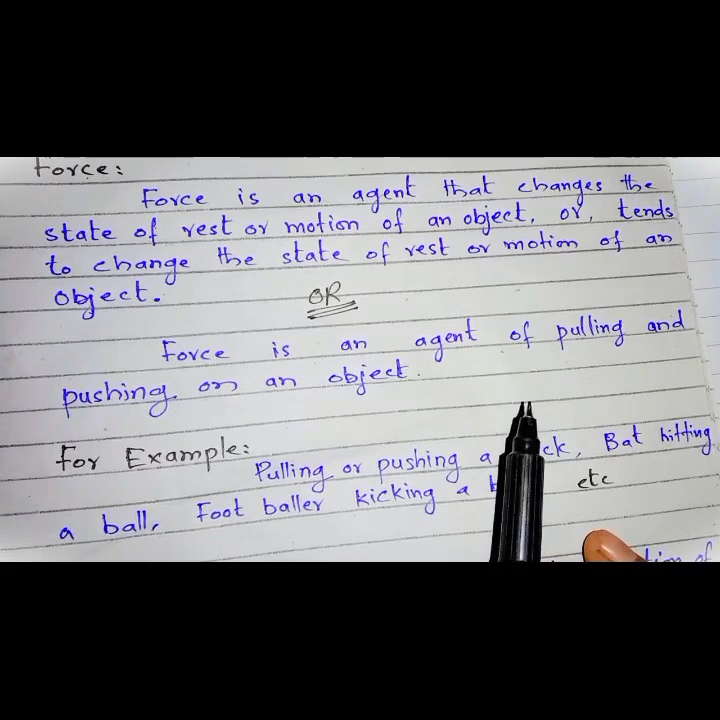 Force:
Force is an agent that changes the
state of rest or motion of an object, or, tends
to change the state of rest or motion of an
object.
OR
Force is an agent of pulling and
pushing on an object.
For Example:
Pulling or pushing a Bat hitting
a ball, Foot baller kicking a etc
of